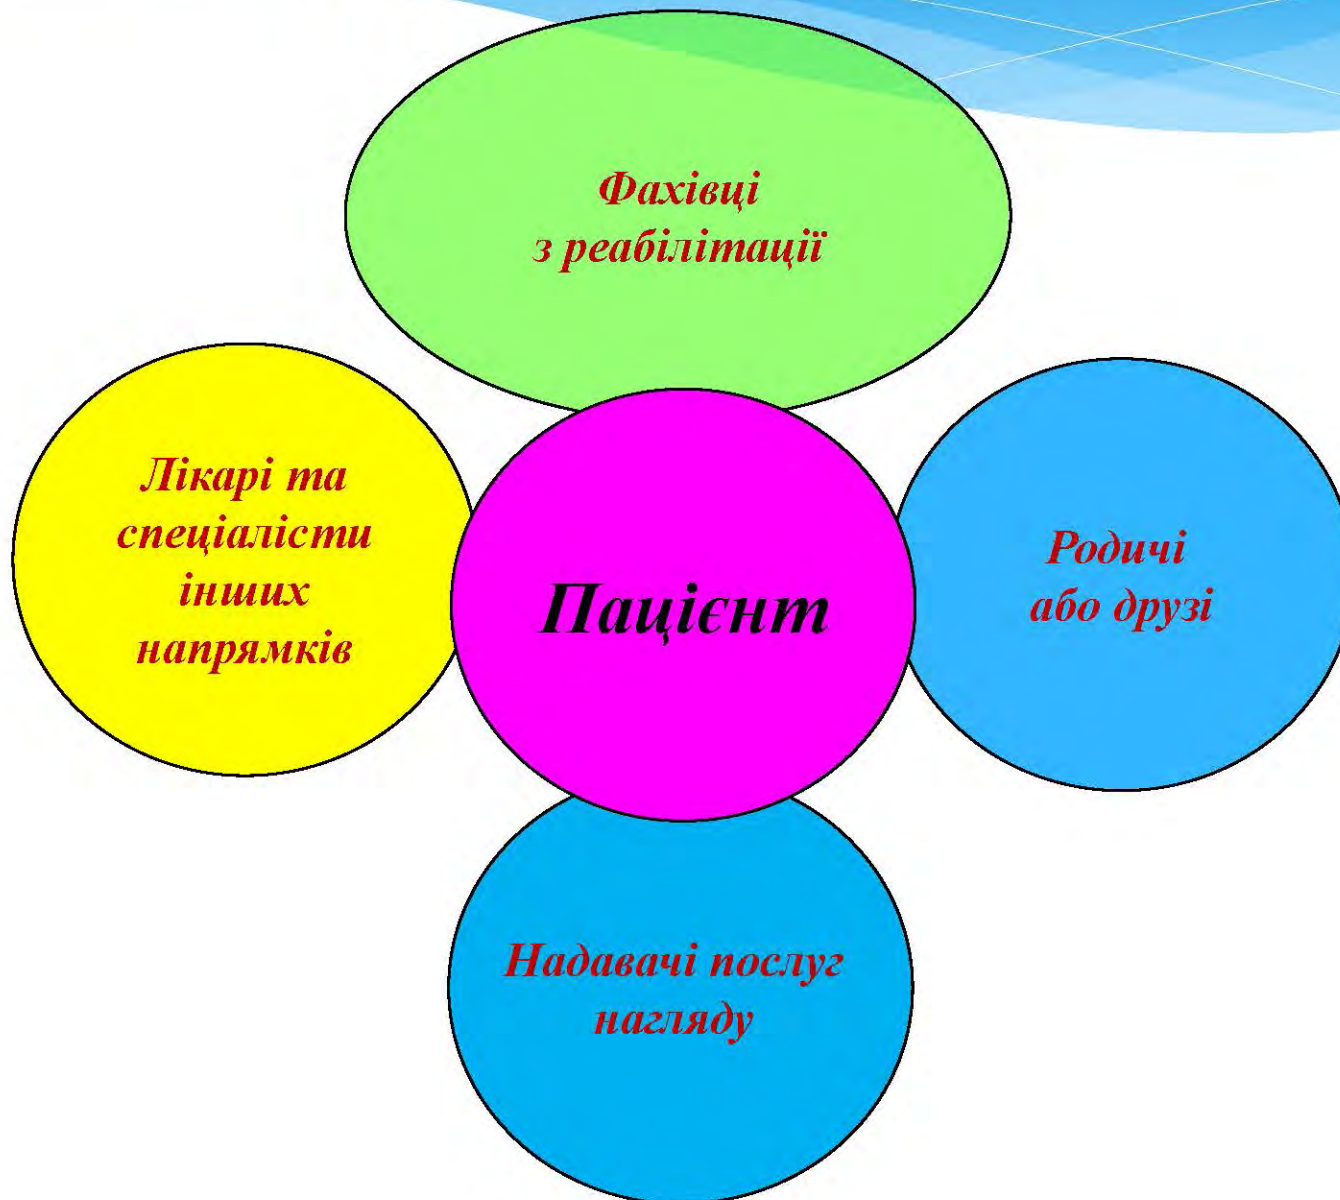 Фахівці
з реабілітації
Лікарі та
спеціалісти
інших
напрямків
Пацієнт
Родичі
або друзі
Надавачі послуг
нагляду